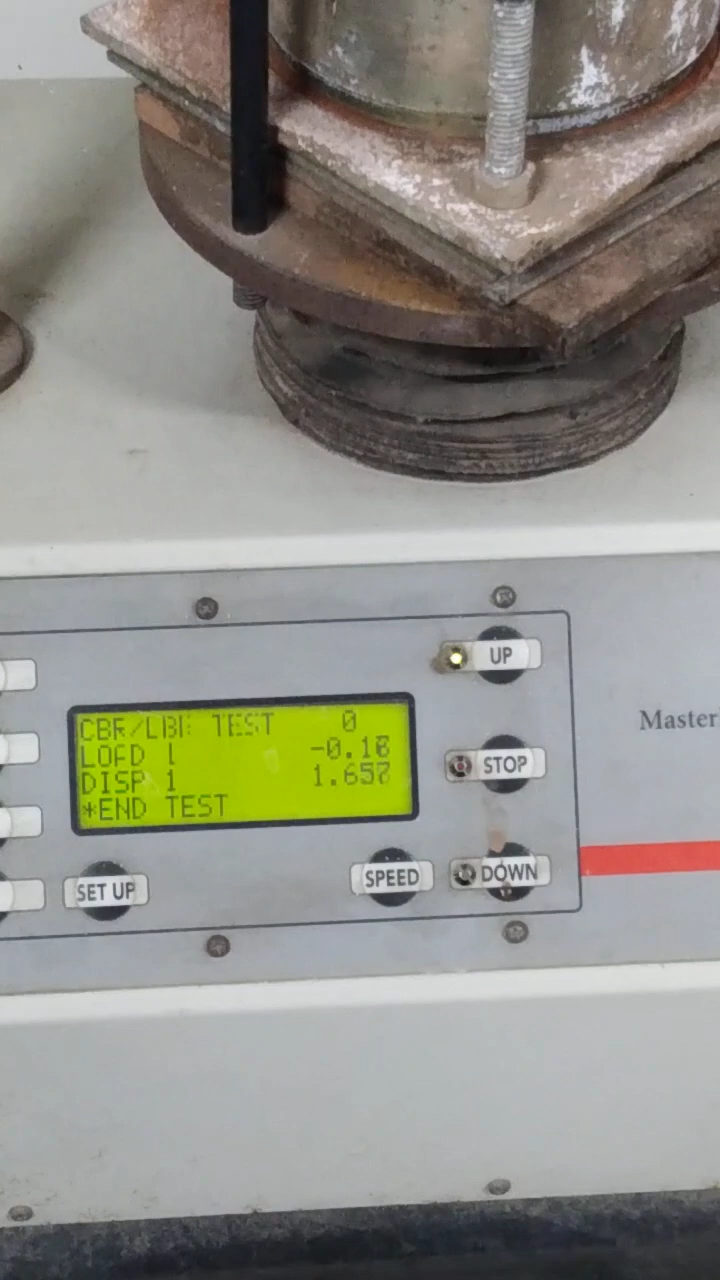 UP
CBR/LBR TEST 0
LOAD 1 -0.18
DISP 1 1.657
*END TEST
STOP
Master
SET UP
SPEED
DOWN